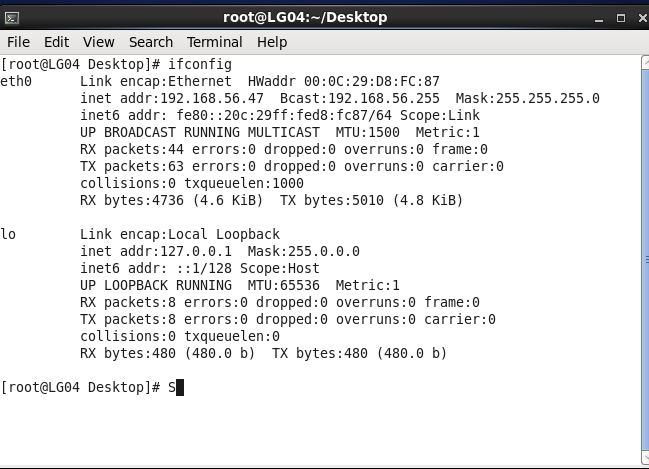 root@LG04:~/Desktop
File Edit View Search Terminal Help
[root@LG04 Desktop]# ifconfig
eth0      Link encap:Ethernet  HWaddr 00:0C:29:D8:FC:87
          inet addr:192.168.56.47  Bcast:192.168.56.255  Mask:255.255.255.0
          inet6 addr: fe80::20c:29ff:fed8:fc87/64 Scope:Link
          UP BROADCAST RUNNING MULTICAST  MTU:1500  Metric:1
          RX packets:44 errors:0 dropped:0 overruns:0 frame:0
          TX packets:63 errors:0 dropped:0 overruns:0 carrier:0
          collisions:0 txqueuelen:1000
          RX bytes:4736 (4.6 KiB)  TX bytes:5010 (4.8 KiB)
lo        Link encap:Local Loopback
          inet addr:127.0.0.1  Mask:255.0.0.0
          inet6 addr: ::1/128 Scope:Host
          UP LOOPBACK RUNNING  MTU:65536  Metric:1
          RX packets:8 errors:0 dropped:0 overruns:0 frame:0
          TX packets:8 errors:0 dropped:0 overruns:0 carrier:0
          collisions:0 txqueuelen:0
          RX bytes:480 (480.0 b)  TX bytes:480 (480.0 b)
[root@LG04 Desktop]# S